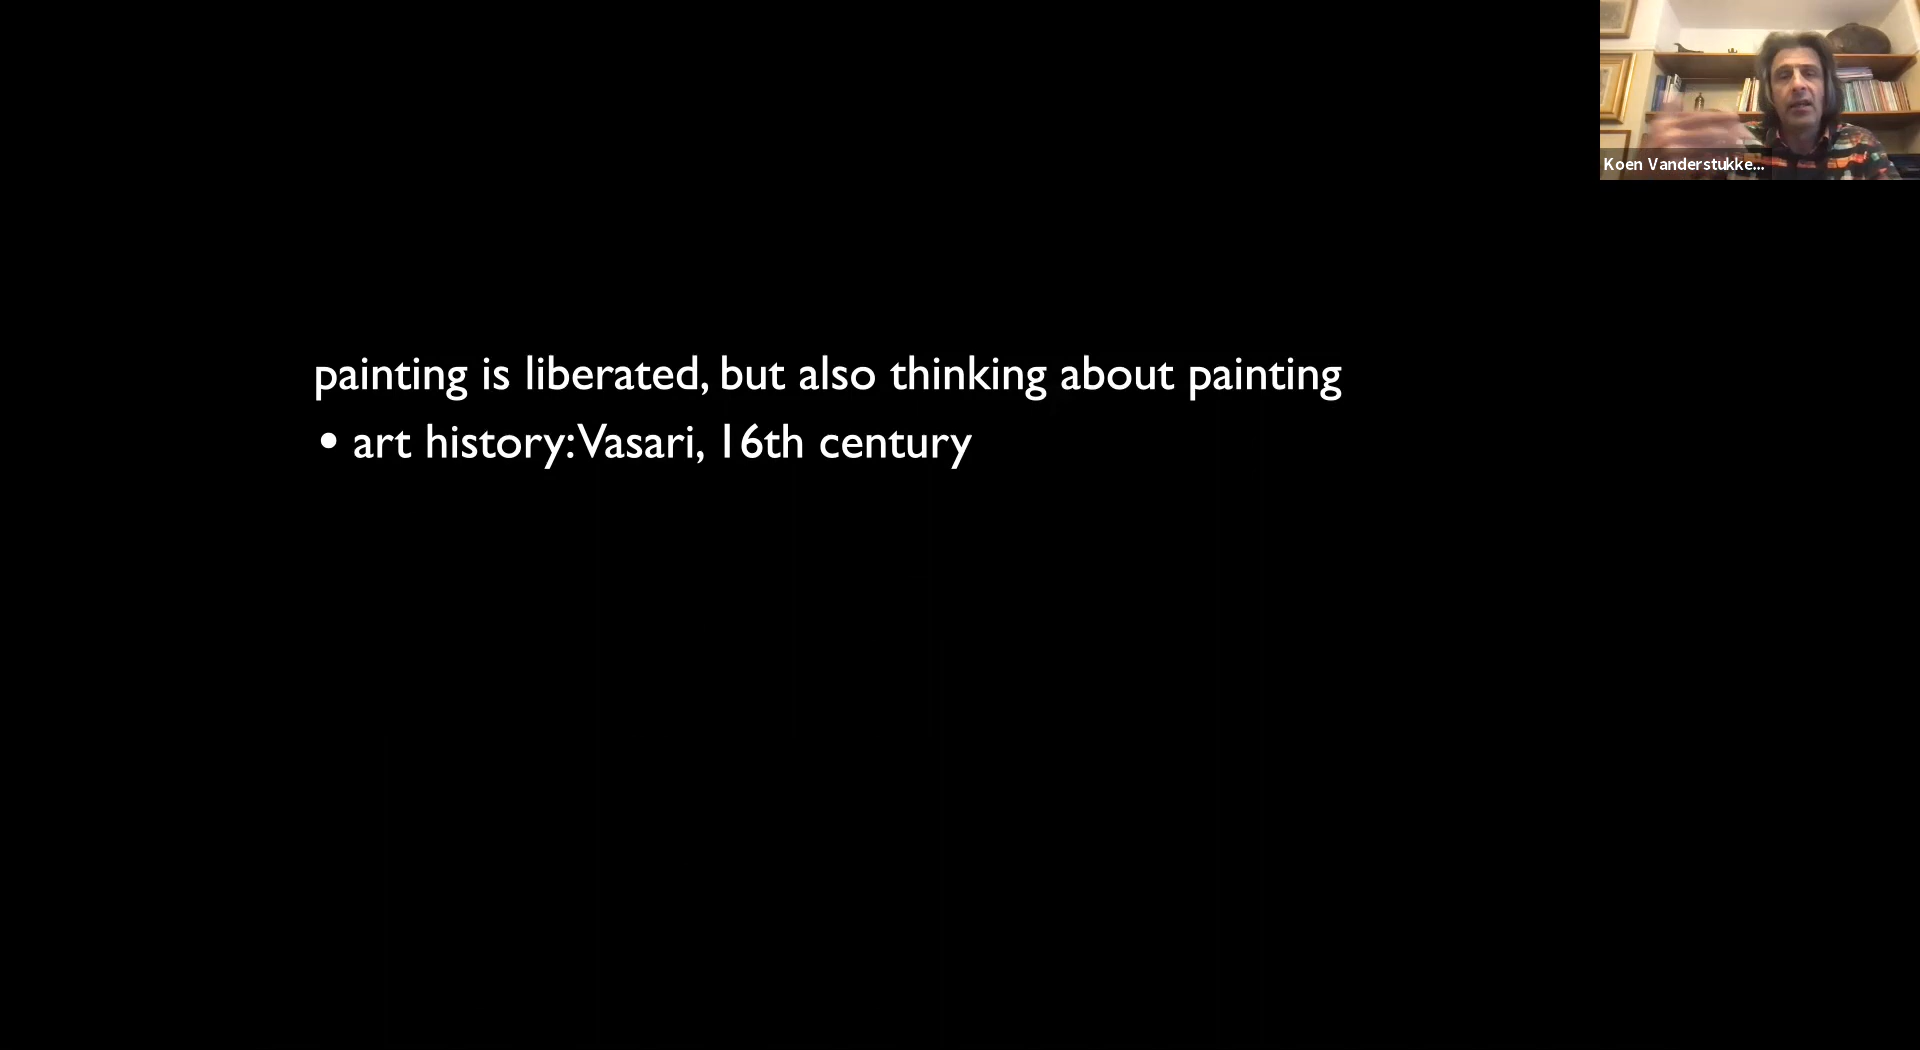 Koen Vanderstukke...
painting is liberated, but also thinking about painting
• art history: Vasari, 16th century